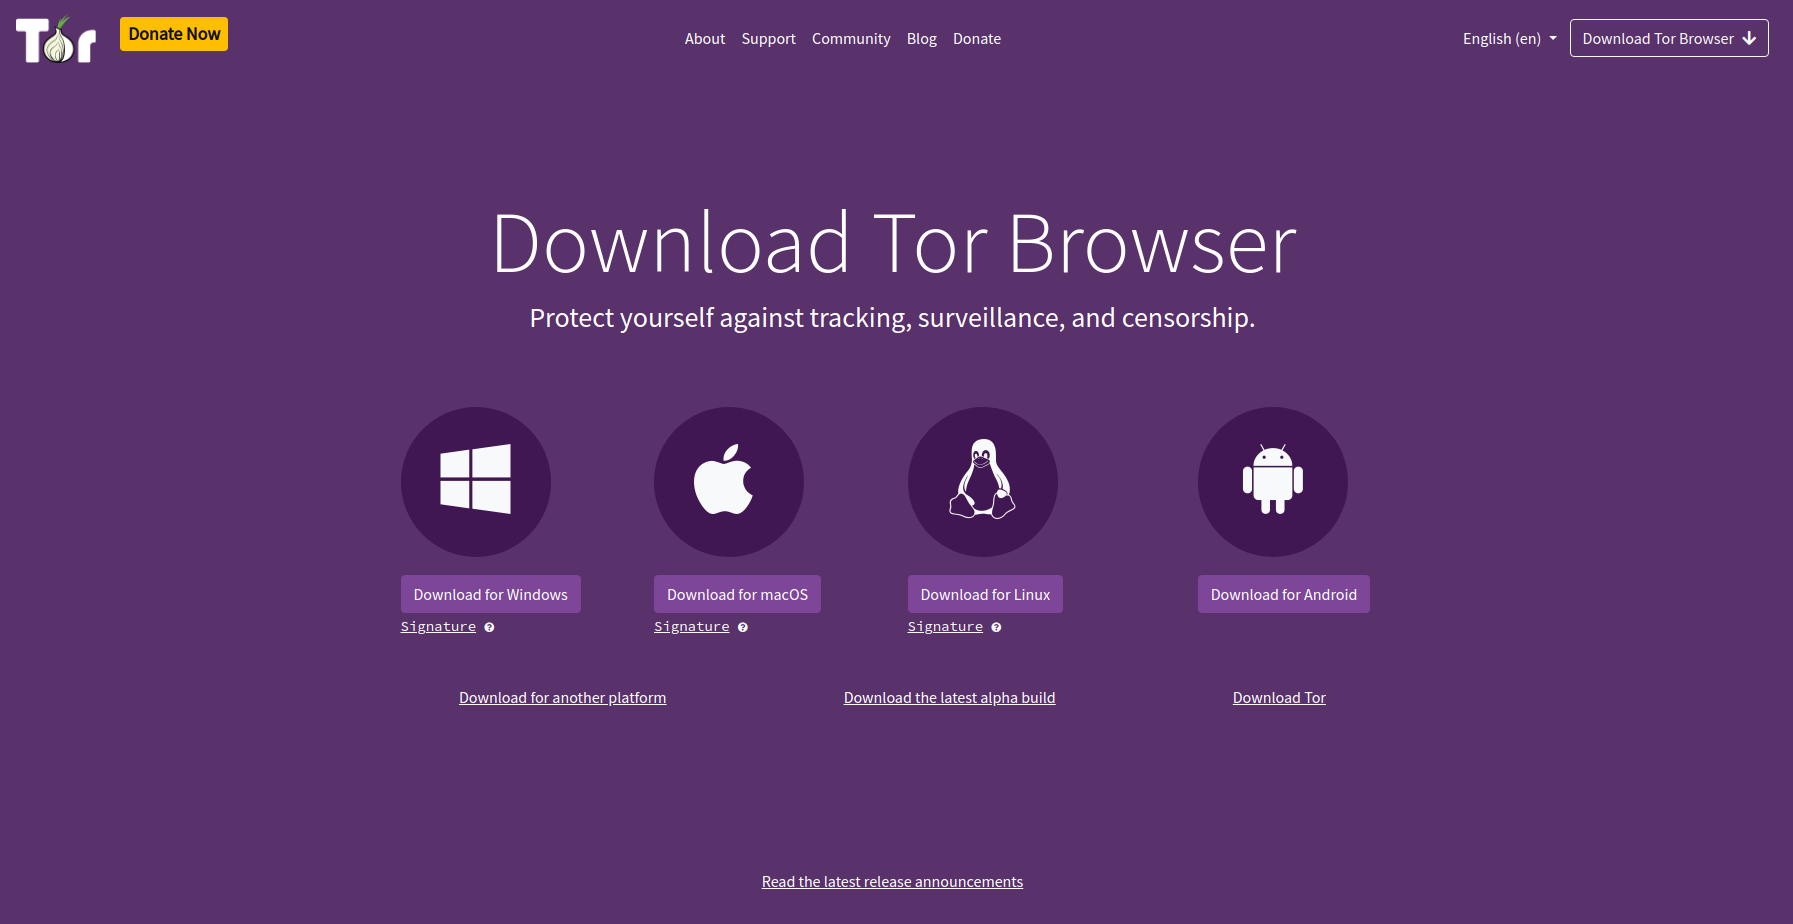 Tor
Donate Now
About Support Community Blog Donate
English (en)
Download Tor Browser
Download Tor Browser
Protect yourself against tracking, surveillance, and censorship.
Download for Windows
Signature ?
Download for macOS
Signature ?
Download for Linux
Signature ?
Download for Android
Download for another platform
Download the latest alpha build
Download Tor
Read the latest release announcements